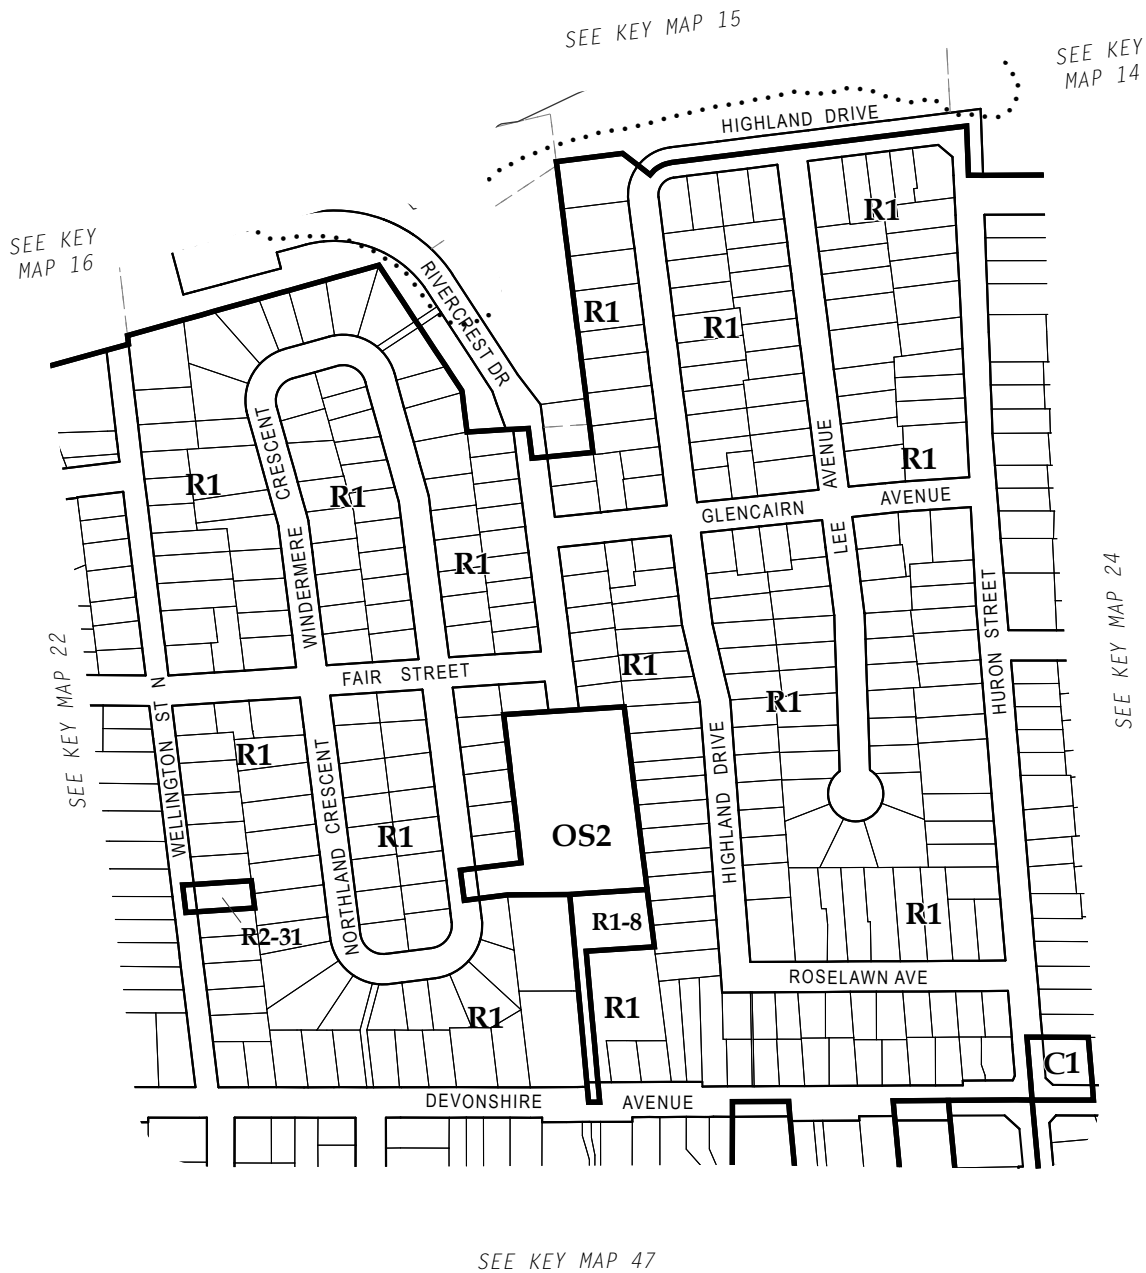 SEE KEY MAP 15
SEE KEY
MAP 14
HIGHLAND DRIVE
R1
SEE KEY
MAP 16
RIVERCREST DR
R1
R1
CRESCENT
AVENUE
R1
R1
R1
AVENUE
GLENCAIRN
LEE
R1
WINDERMERE
HURON STREET
SEE KEY MAP 24
SEE KEY MAP 22
R1
FAIR STREET
WELLINGTON ST N
R1
R1
NORTHLAND CRESCENT
HIGHLAND DRIVE
R1
OS2
R1
R1-8
R2-31
ROSELAWN AVE
R1
R1
C1
DEVONSHIRE AVENUE
SEE KEY MAP 47